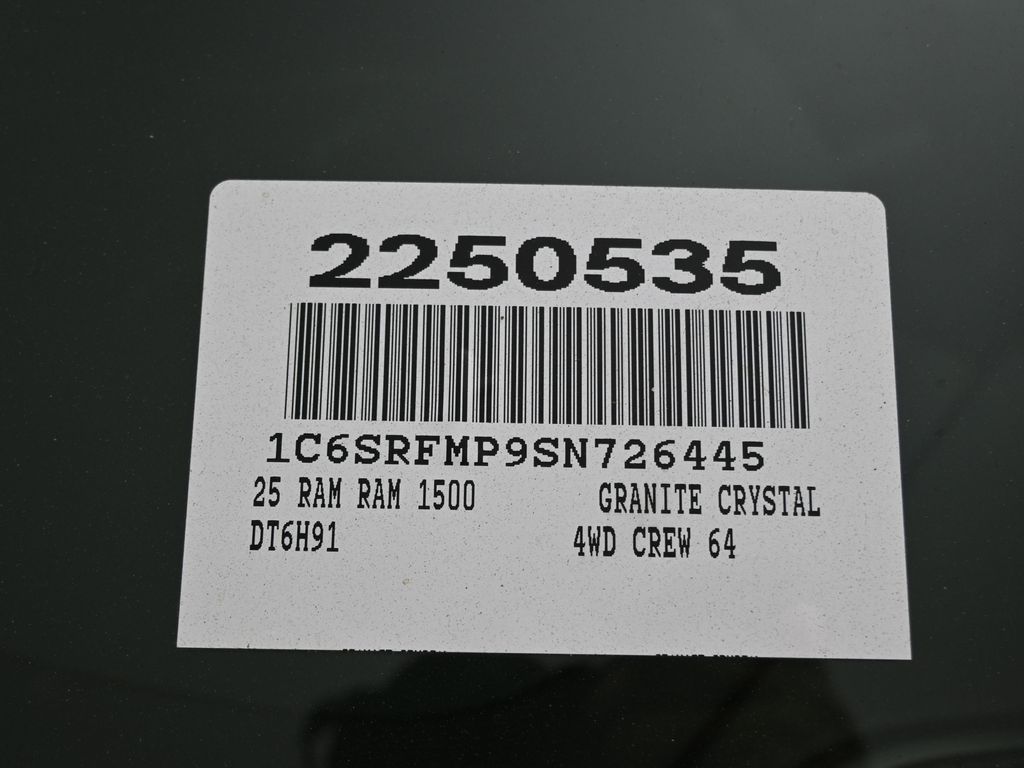 2250535
1C6SRFMP9SN726445
25 RAM RAM 1500 GRANITE CRYSTAL
DT6H91 4WD CREW 64